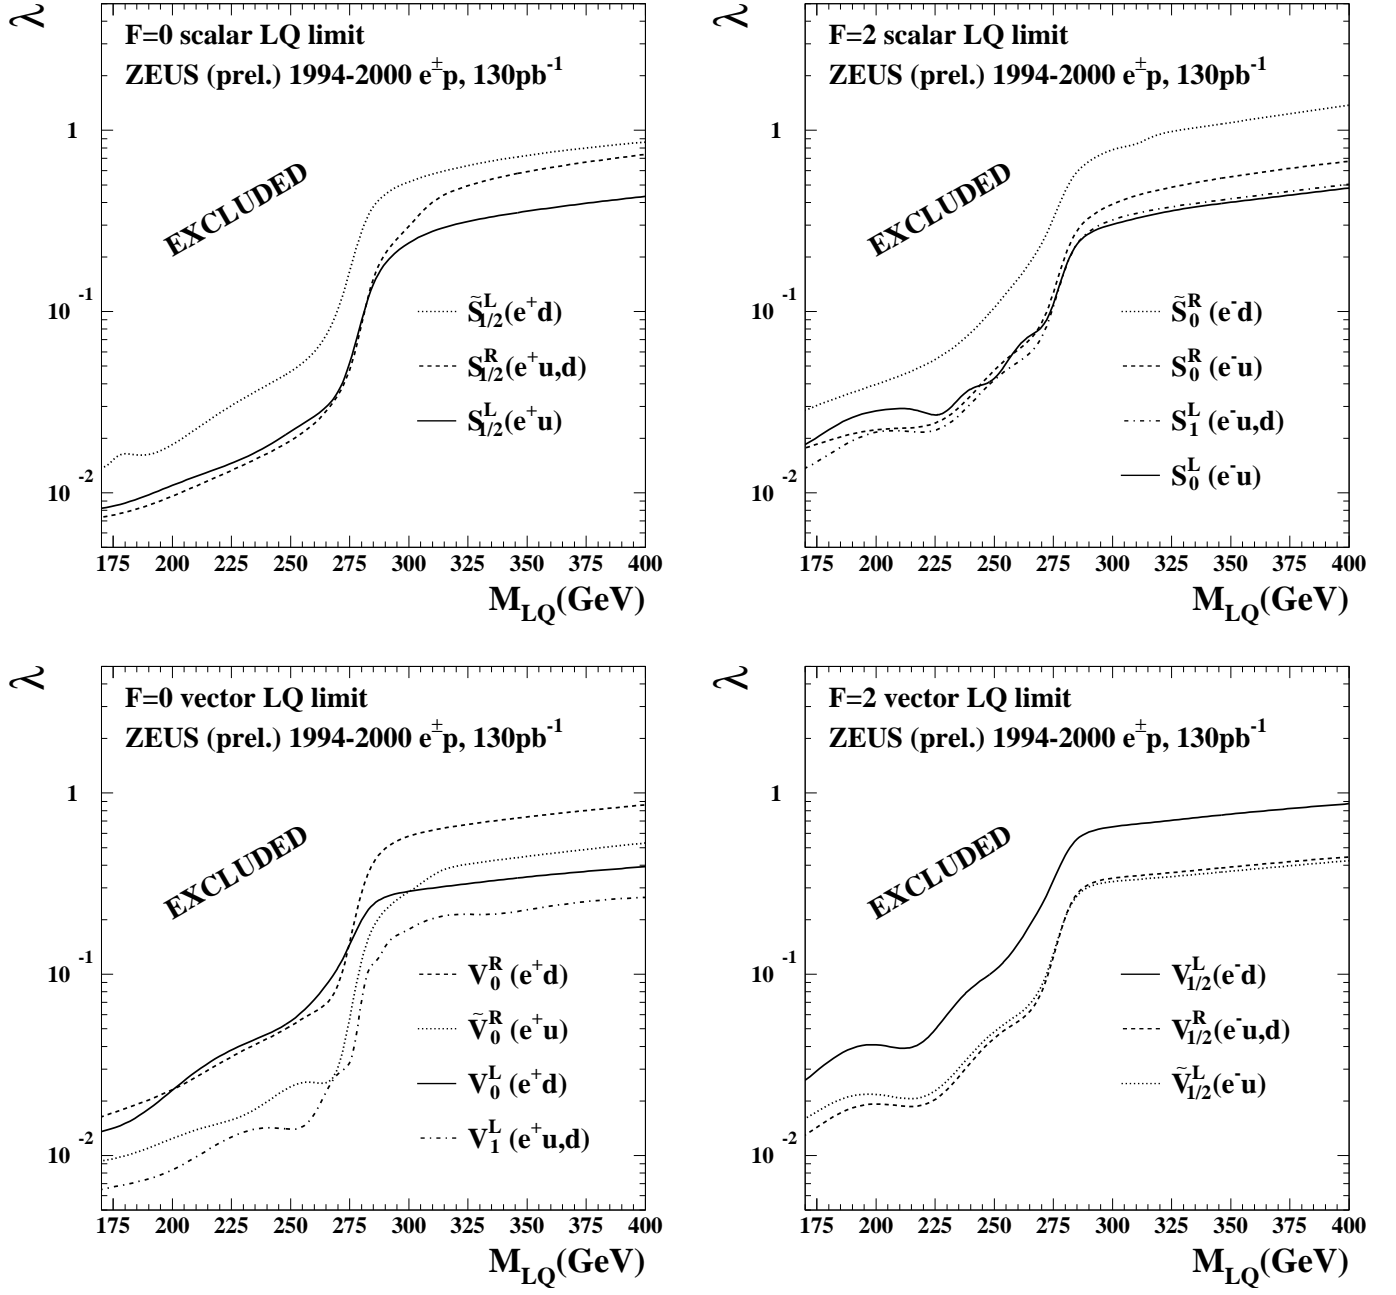 λ
F=0 scalar LQ limit
ZEUS (prel.) 1994-2000 e±p, 130pb⁻¹
1
EXCLUDED
10⁻¹
S̃ᴸ₁/₂(e⁺d)
Sᴿ₁/₂(e⁺u,d)
Sᴸ₁/₂(e⁺u)
10⁻²
175 200 225 250 275 300 325 350 375 400
M_LQ(GeV)
λ
F=2 scalar LQ limit
ZEUS (prel.) 1994-2000 e±p, 130pb⁻¹
1
EXCLUDED
10⁻¹
S̃ᴿ₀ (e⁻d)
Sᴿ₀ (e⁻u)
Sᴸ₁ (e⁻u,d)
Sᴸ₀ (e⁻u)
10⁻²
175 200 225 250 275 300 325 350 375 400
M_LQ(GeV)
λ
F=0 vector LQ limit
ZEUS (prel.) 1994-2000 e±p, 130pb⁻¹
1
EXCLUDED
10⁻¹
Vᴿ₀ (e⁺d)
Ṽᴿ₀ (e⁺u)
Vᴸ₀ (e⁺d)
Vᴸ₁ (e⁺u,d)
10⁻²
175 200 225 250 275 300 325 350 375 400
M_LQ(GeV)
λ
F=2 vector LQ limit
ZEUS (prel.) 1994-2000 e±p, 130pb⁻¹
1
EXCLUDED
10⁻¹
Vᴸ₁/₂(e⁻d)
Vᴿ₁/₂(e⁻u,d)
Ṽᴸ₁/₂(e⁻u)
10⁻²
175 200 225 250 275 300 325 350 375 400
M_LQ(GeV)